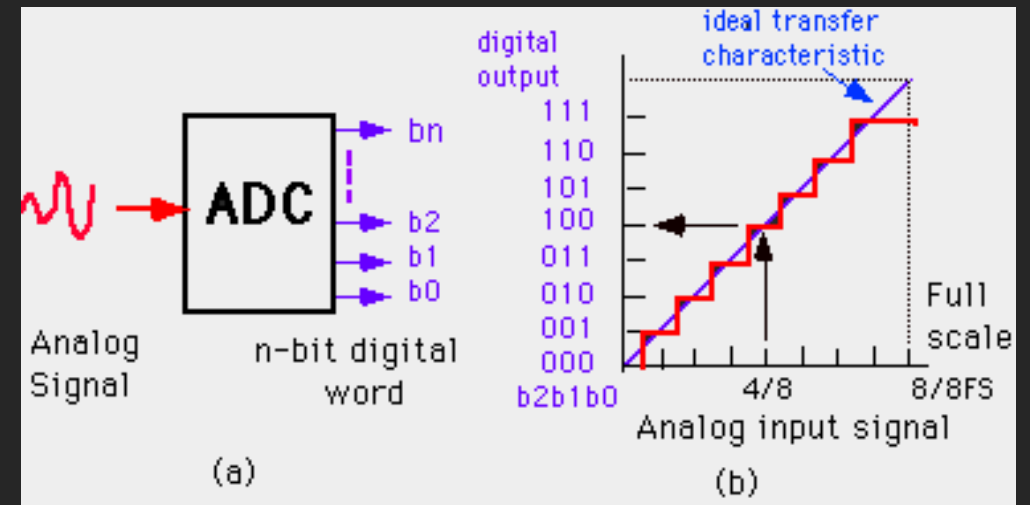 ADC
bn
b2
b1
b0
Analog
Signal
n-bit digital
word
(a)
ideal transfer
characteristic
digital
output
111
110
101
100
011
010
001
000
b2b1b0
4/8
8/8FS
Full
scale
Analog input signal
(b)